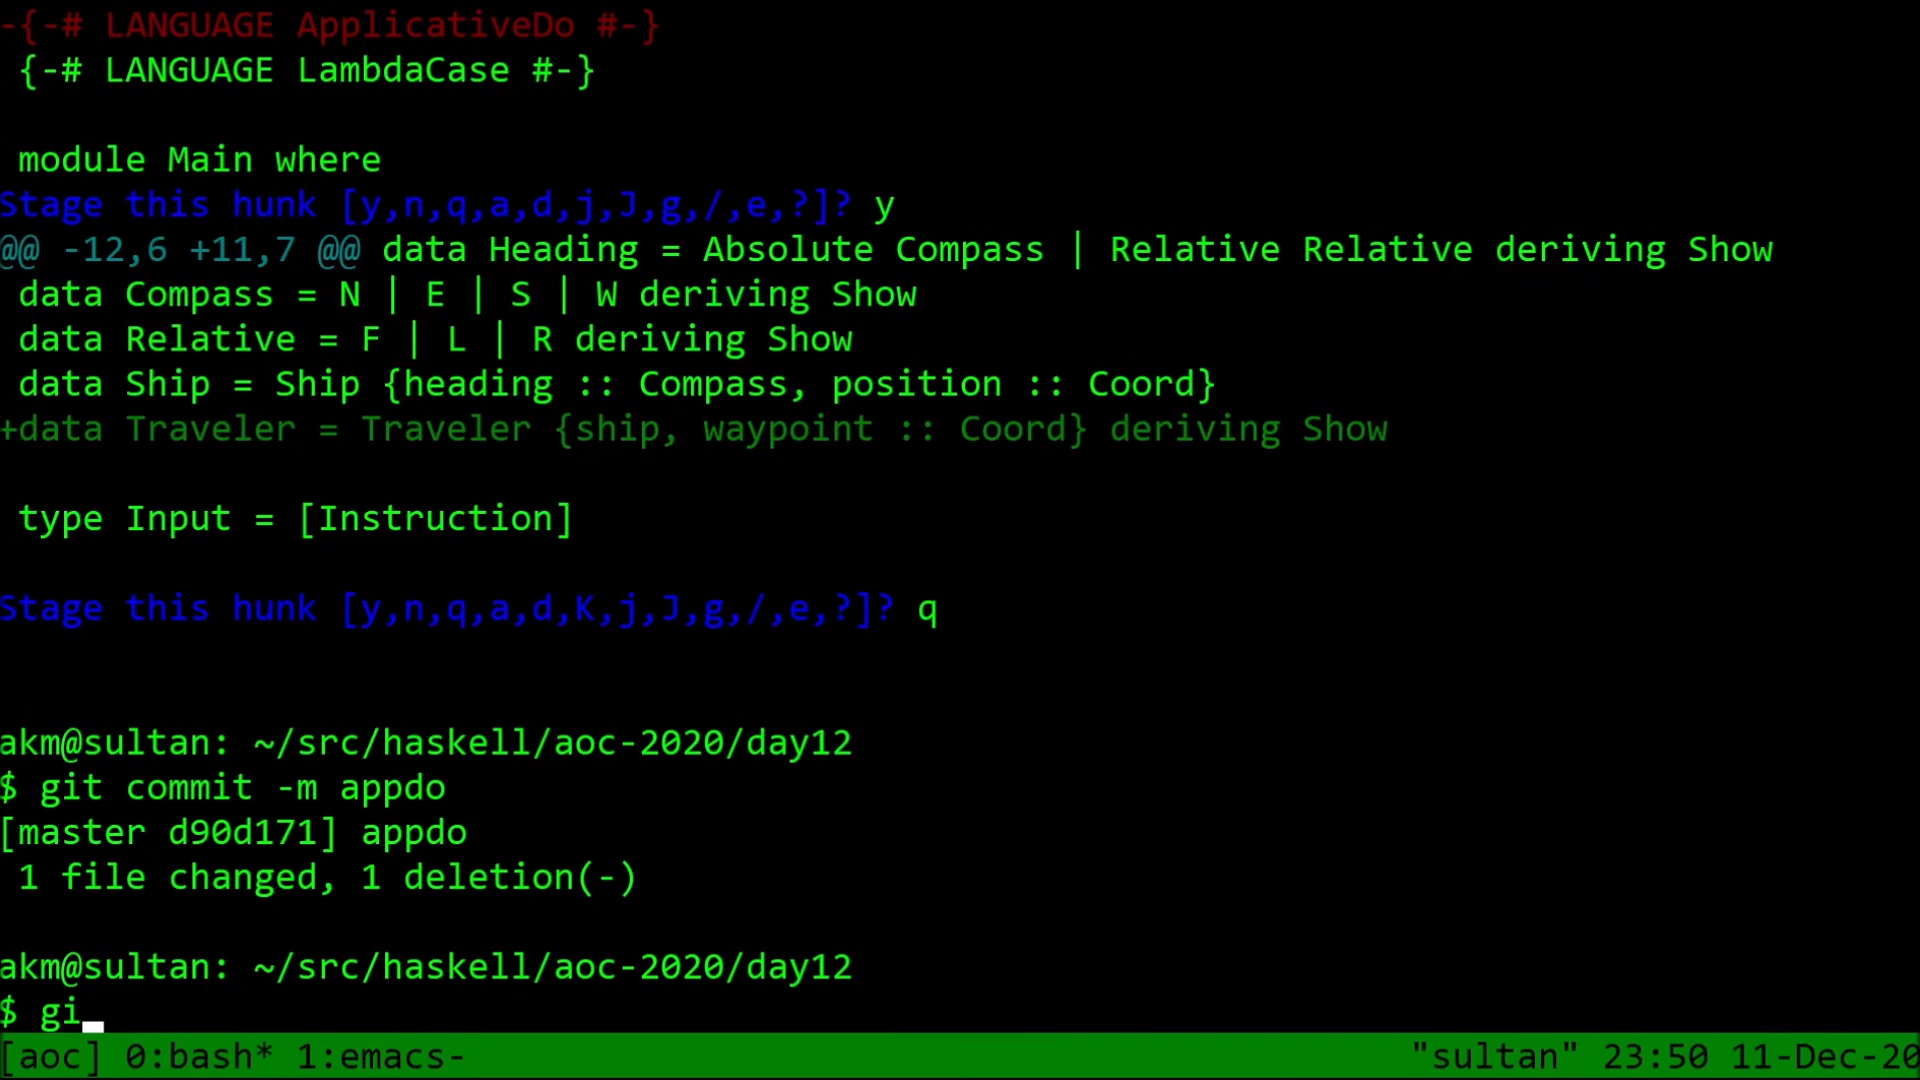 -{-# LANGUAGE ApplicativeDo #-}
 {-# LANGUAGE LambdaCase #-}
 module Main where
Stage this hunk [y,n,q,a,d,j,J,g,/,e,?]? y
@@ -12,6 +11,7 @@ data Heading = Absolute Compass | Relative Relative deriving Show
 data Compass = N | E | S | W deriving Show
 data Relative = F | L | R deriving Show
 data Ship = Ship {heading :: Compass, position :: Coord}
+data Traveler = Traveler {ship, waypoint :: Coord} deriving Show
 type Input = [Instruction]
Stage this hunk [y,n,q,a,d,K,j,J,g,/,e,?]? q
akm@sultan: ~/src/haskell/aoc-2020/day12
$ git commit -m appdo
[master d90d171] appdo
 1 file changed, 1 deletion(-)
akm@sultan: ~/src/haskell/aoc-2020/day12
$ gi
[aoc] 0:bash* 1:emacs- "sultan" 23:50 11-Dec-20